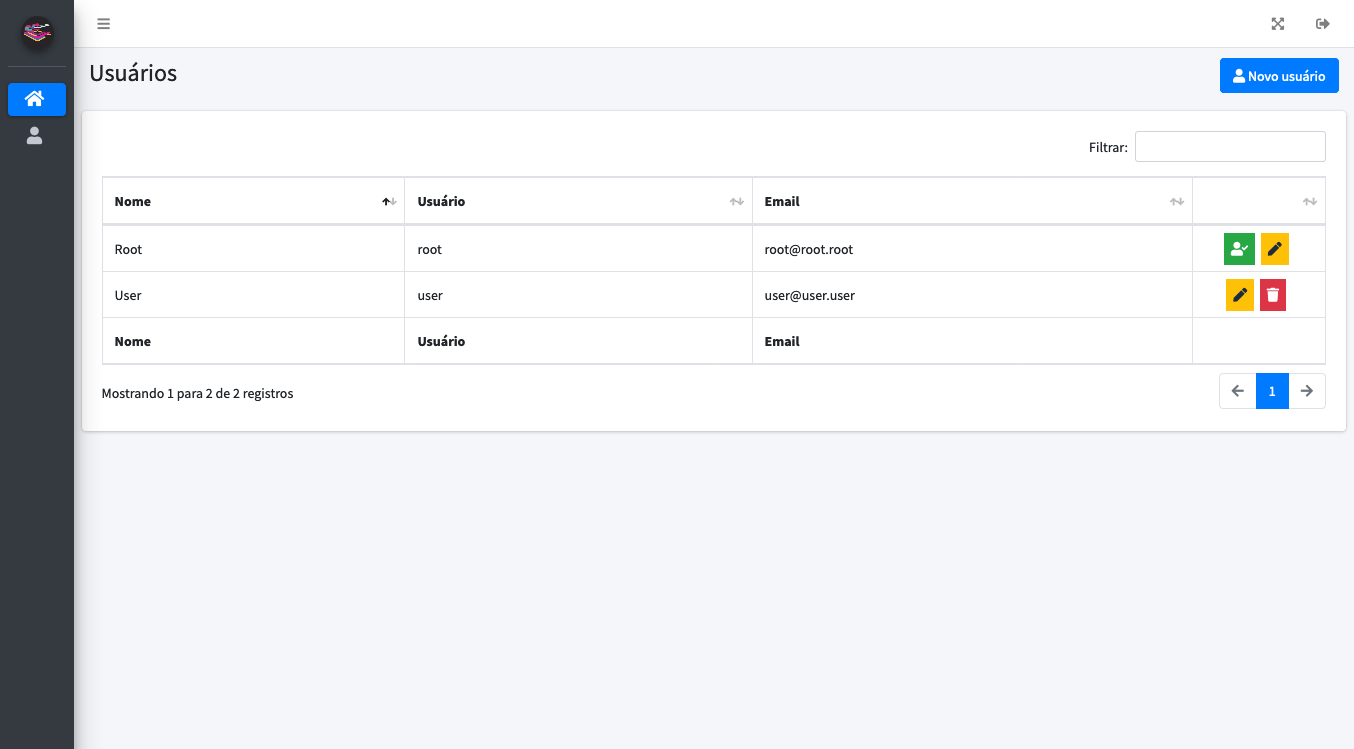 Usuários
Novo usuário
Filtrar:
Nome Usuário Email
Root root root@root.root
User user user@user.user
Nome Usuário Email
Mostrando 1 para 2 de 2 registros
1